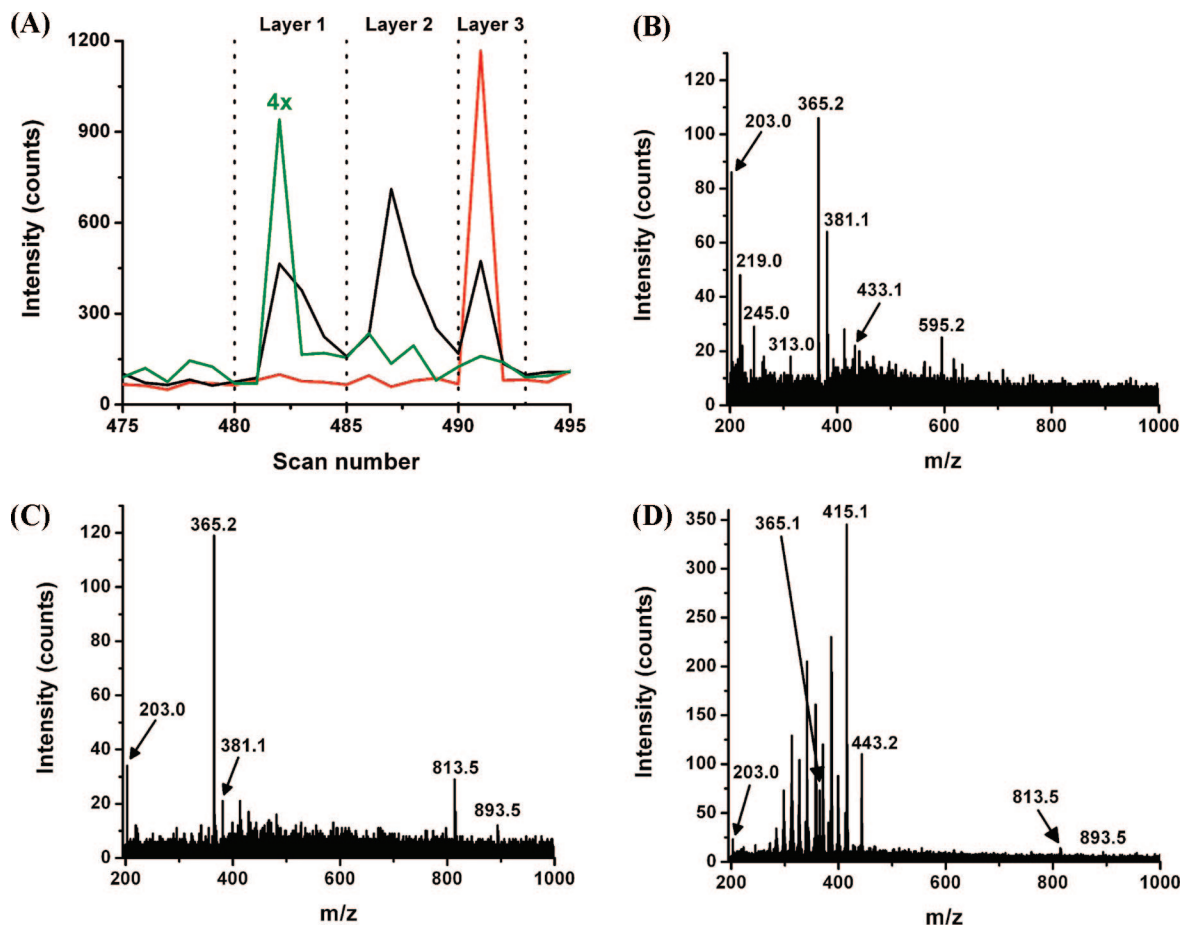 (A)
Layer 1 Layer 2 Layer 3
4x
Intensity (counts)
1200
900
600
300
0
475 480 485 490 495
Scan number
(B)
Intensity (counts)
120
100
80
60
40
20
0
203.0
365.2
381.1
219.0
245.0
313.0
433.1
595.2
200 400 600 800 1000
m/z
(C)
Intensity (counts)
120
100
80
60
40
20
0
365.2
203.0
381.1
813.5
893.5
200 400 600 800 1000
m/z
(D)
Intensity (counts)
350
300
250
200
150
100
50
0
365.1
415.1
203.0
443.2
813.5
893.5
200 400 600 800 1000
m/z